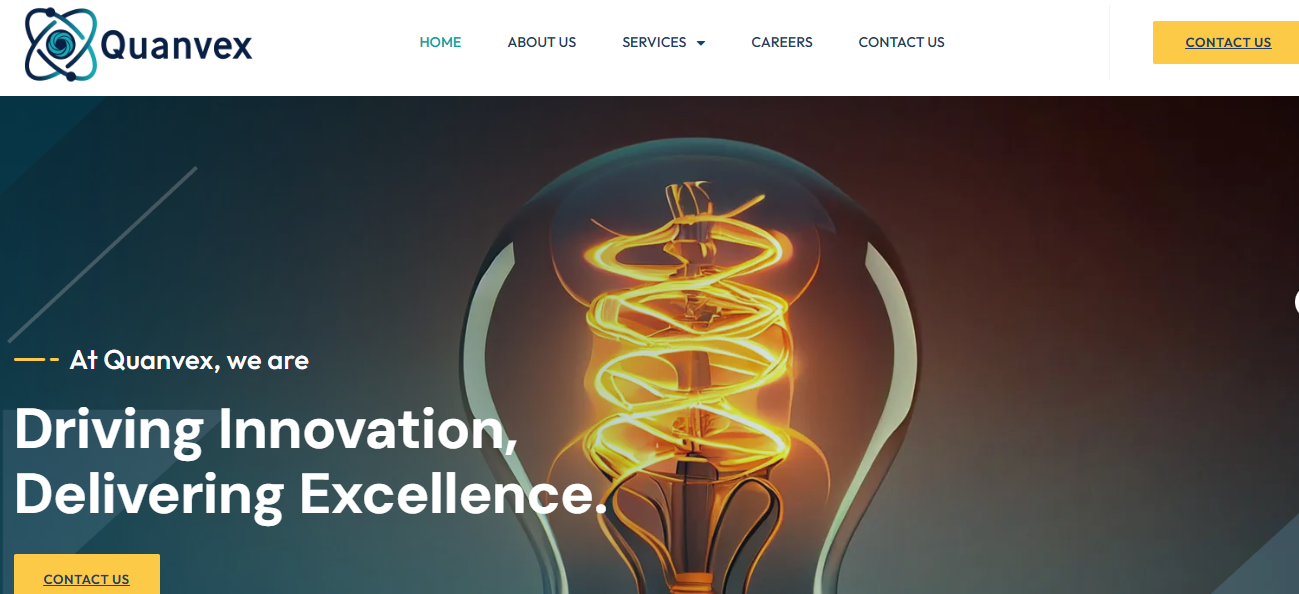 Quanvex
HOME
ABOUT US
SERVICES
CAREERS
CONTACT US
CONTACT US
At Quanvex, we are
Driving Innovation,
Delivering Excellence.
CONTACT US